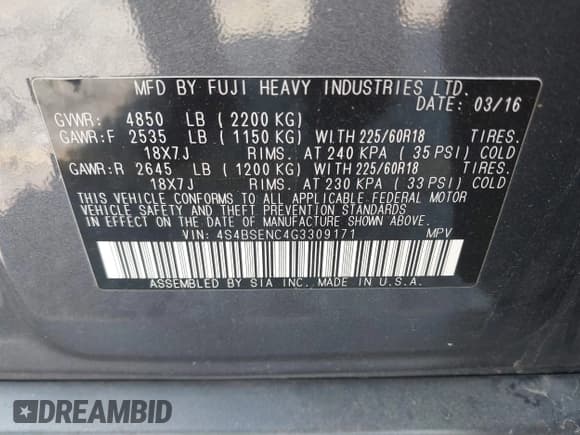 MFD BY FUJI HEAVY INDUSTRIES LTD.
DATE: 03/16
GVWR: 4850 LB (2200 KG)
GAWR:F 2535 LB (1150 KG) WITH 225/60R18 TIRES.
18X7J RIMS. AT 240 KPA (35 PSI) COLD
GAWR:R 2645 LB (1200 KG) WITH 225/60R18 TIRES.
18X7J RIMS. AT 230 KPA (33 PSI) COLD
THIS VEHICLE CONFORMS TO ALL APPLICABLE FEDERAL MOTOR
VEHICLE SAFETY AND THEFT PREVENTION STANDARDS
IN EFFECT ON THE DATE OF MANUFACTURE SHOWN ABOVE.
VIN: 4S4BSENC4G3309171 MPV
ASSEMBLED BY SIA INC. MADE IN U.S.A.
DREAMBID